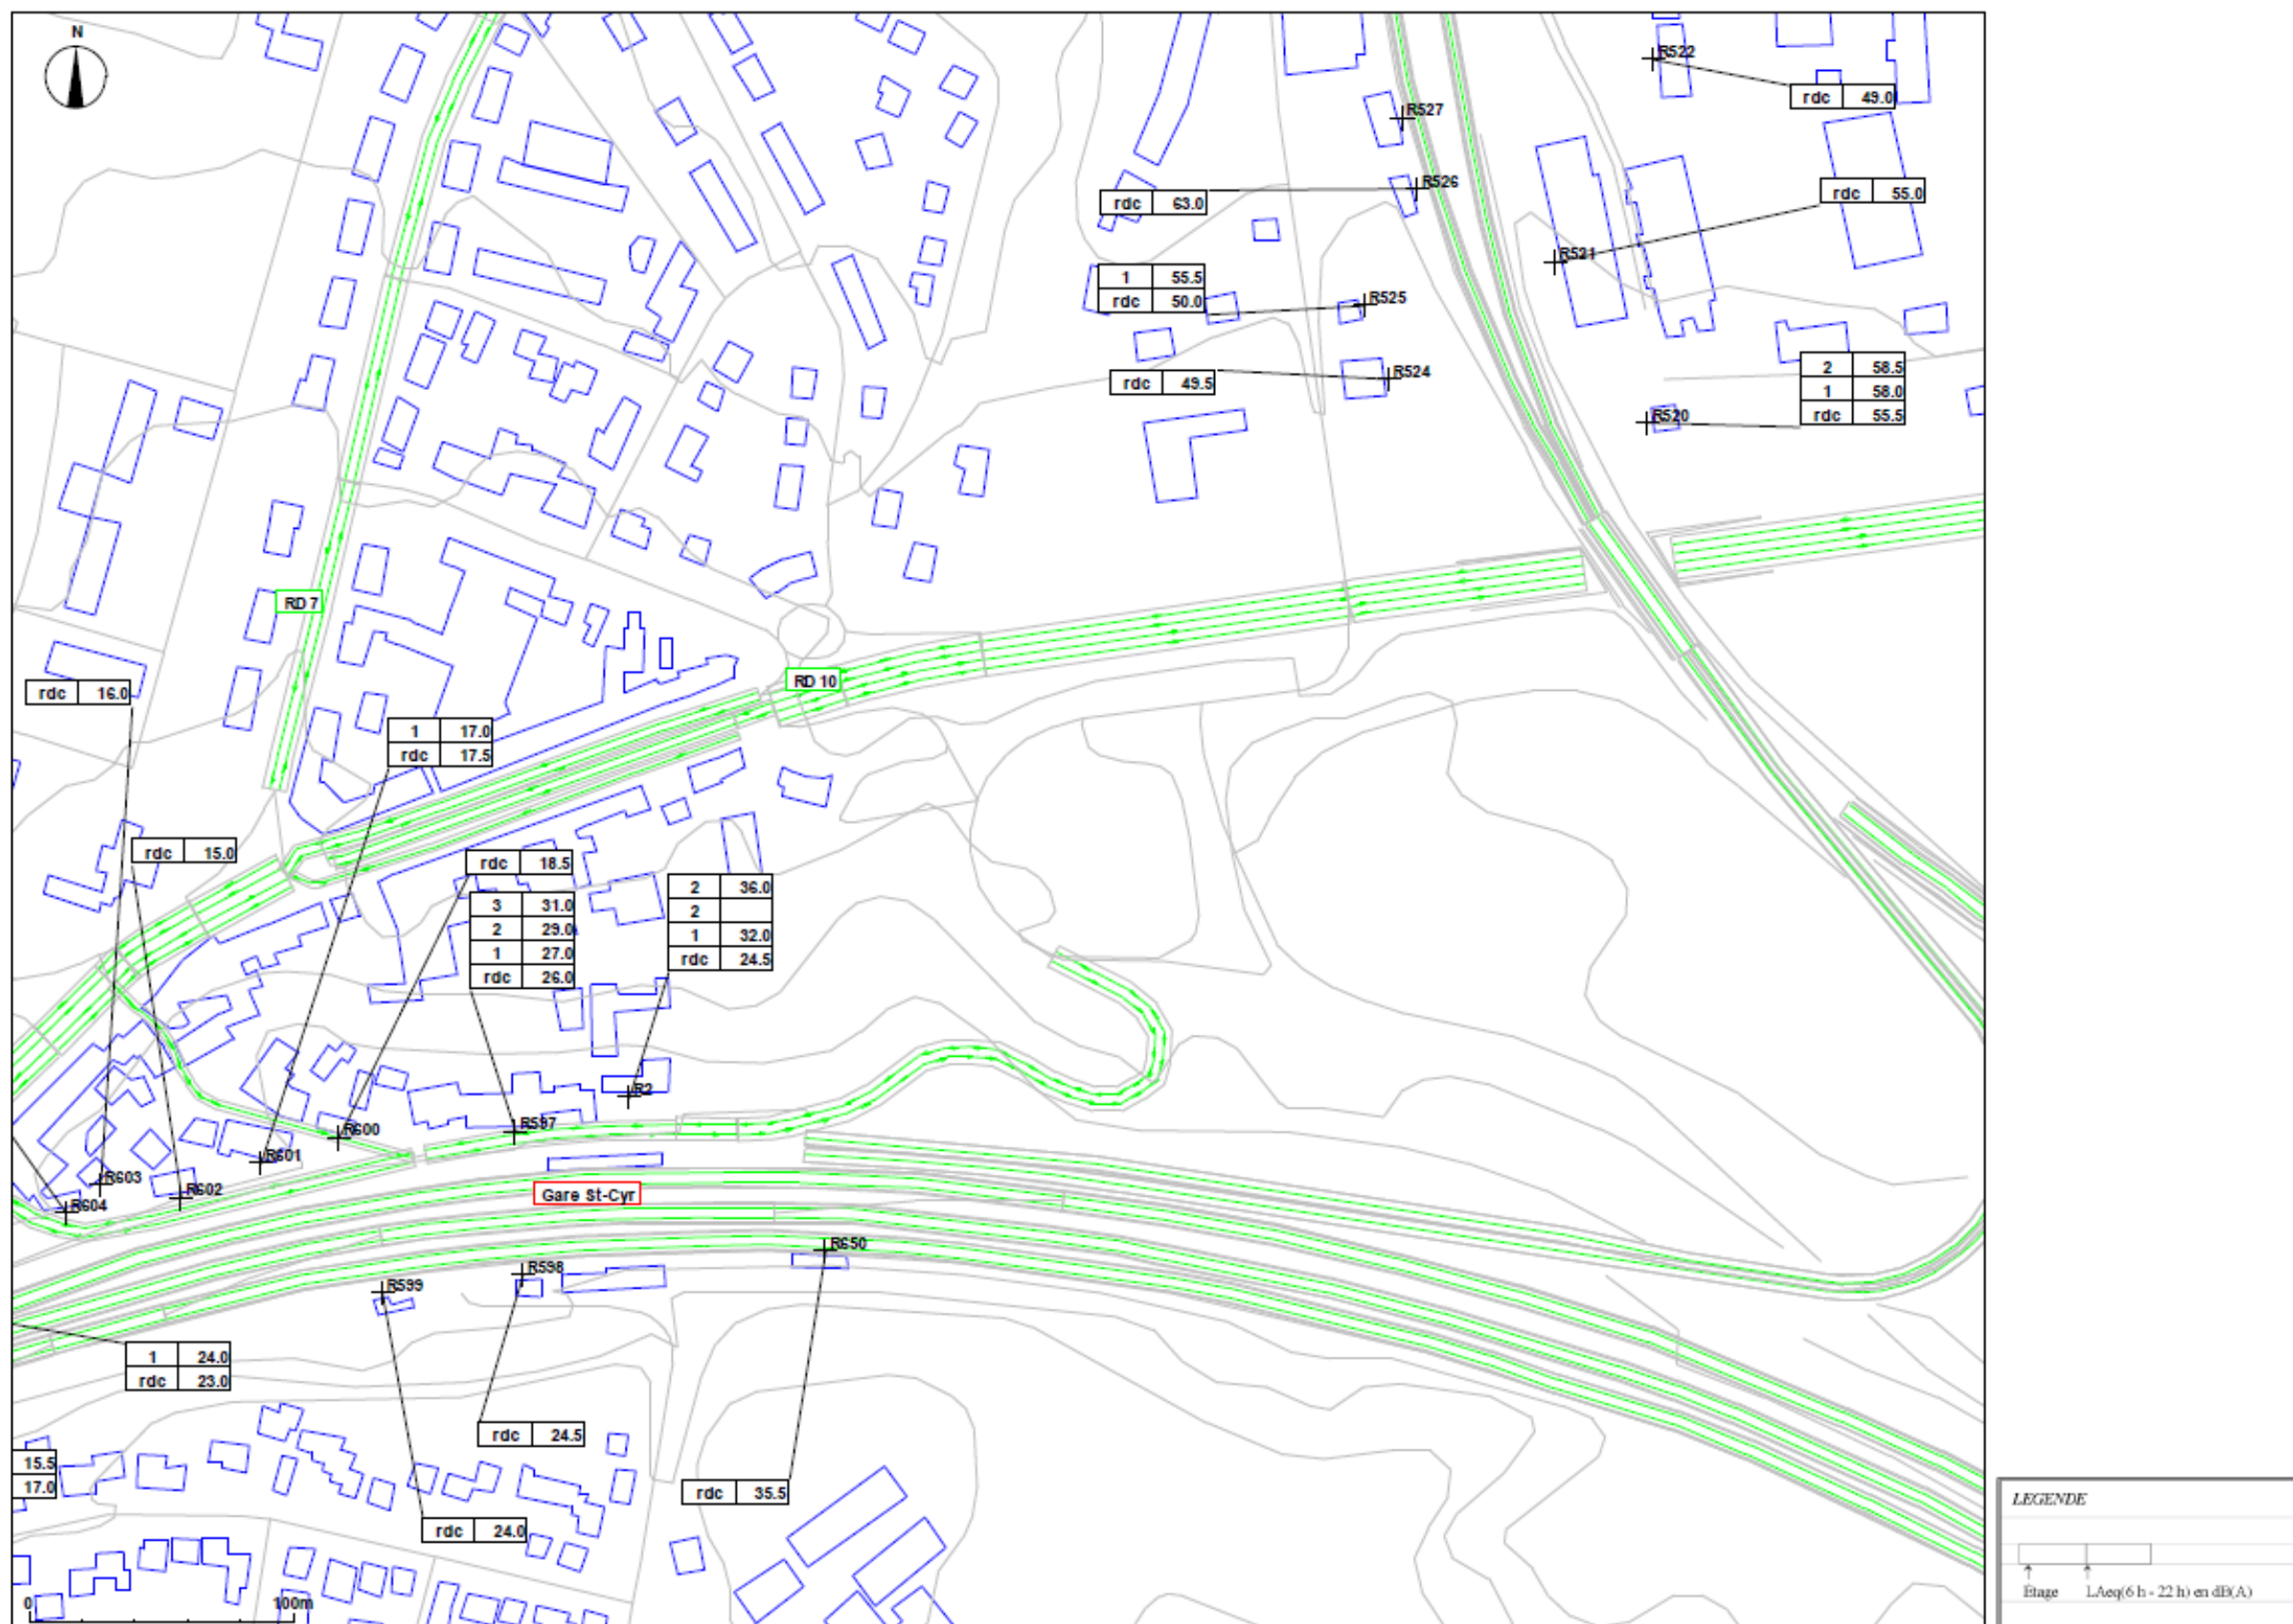 N
R522
rdc 49.0
R527
R526
rdc 63.0
rdc 55.0
R521
1 55.5
rdc 50.0
R525
R524
rdc 49.5
2 58.5
1 58.0
rdc 55.5
R520
RD 7
RD 10
rdc 16.0
1 17.0
rdc 17.5
rdc 15.0
rdc 18.5
3 31.0
2 29.0
1 27.0
rdc 26.0
2 36.0
2
1 32.0
rdc 24.5
R2
R597
R600
R601
R603
R602
R604
Gare St-Cyr
R650
R598
R599
1 24.0
rdc 23.0
rdc 24.5
15.5
17.0
rdc 35.5
rdc 24.0
0 100m
LEGENDE
Etage LAeq(6 h - 22 h) en dB(A)